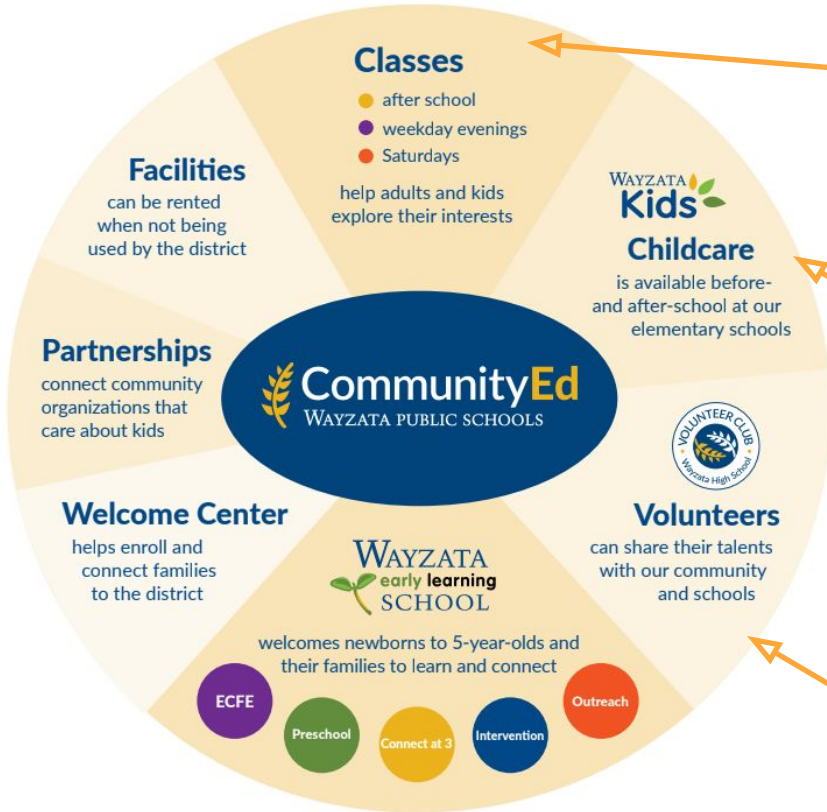 Classes
after school
weekday evenings
Saturdays
help adults and kids
explore their interests
WAYZATA
Kids
Childcare
is available before-
and after-school at our
elementary schools
VOLUNTEER CLUB
Wayzata High School
Volunteers
can share their talents
with our community
and schools
WAYZATA
early learning
SCHOOL
welcomes newborns to 5-year-olds and
their families to learn and connect
ECFE
Preschool
Connect at 3
Intervention
Outreach
Welcome Center
helps enroll and
connect families
to the district
Partnerships
connect community
organizations that
care about kids
Facilities
can be rented
when not being
used by the district
CommunityEd
WAYZATA PUBLIC SCHOOLS